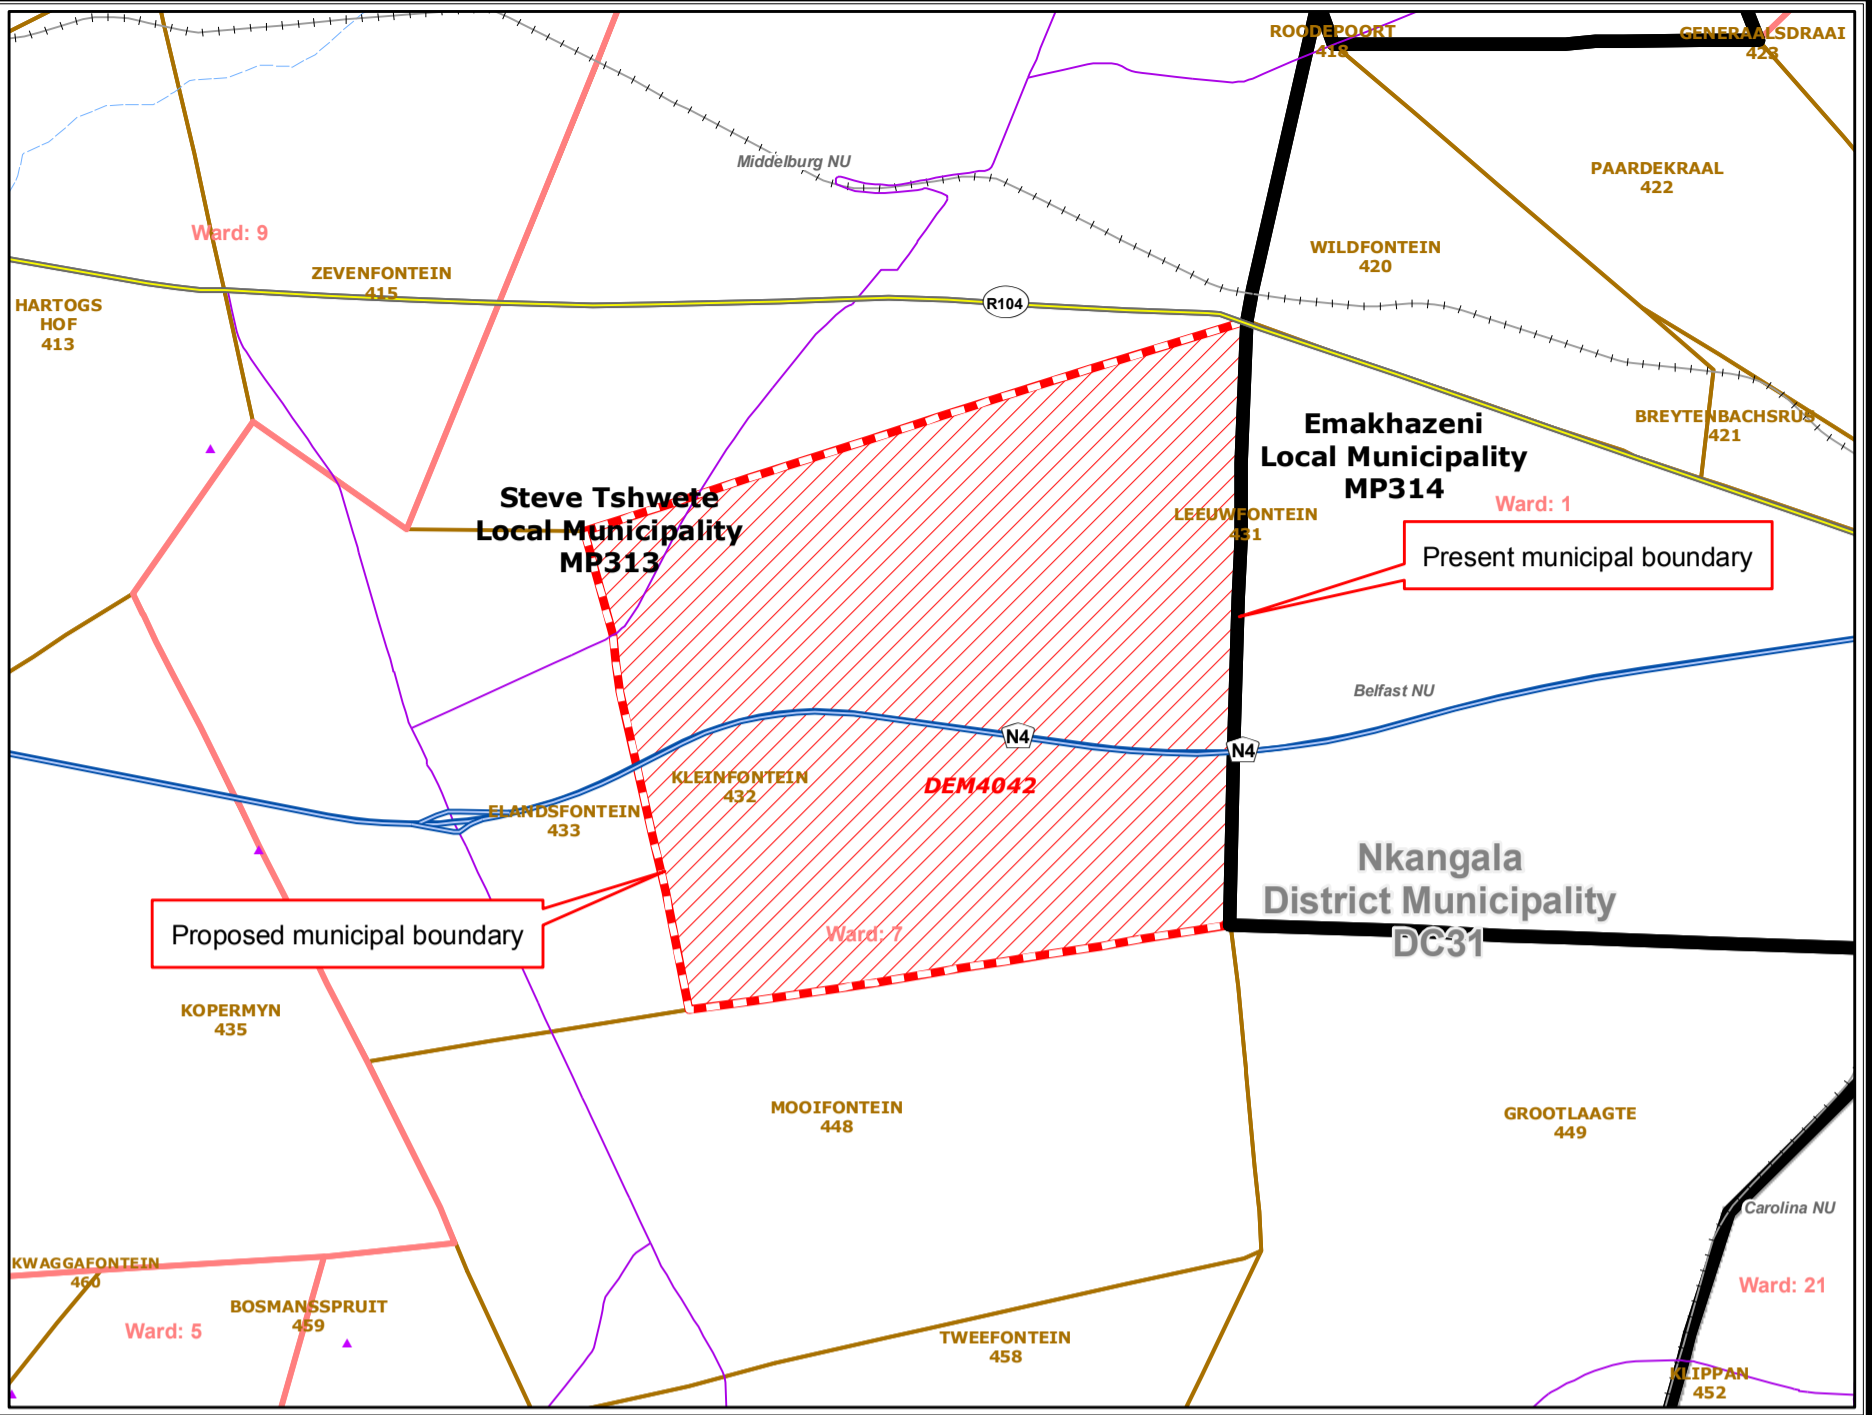 ROODEPOORT
418
GENERAALSDRAAI
423
Middelburg NU
PAARDEKRAAL
422
Ward: 9
WILDFONTEIN
420
ZEVENFONTEIN
415
HARTOGS
HOF
413
R104
BREYTENBACHSRUS
421
Emakhazeni
Local Municipality
MP314
Ward: 1
Steve Tshwete
Local Municipality
MP313
LEEUWFONTEIN
431
Present municipal boundary
Belfast NU
N4
N4
KLEINFONTEIN
432
DEM4042
ELANDSFONTEIN
433
Nkangala
District Municipality
DC31
Proposed municipal boundary
Ward: 7
KOPERMYN
435
MOOIFONTEIN
448
GROOTLAAGTE
449
Carolina NU
KWAGGAFONTEIN
460
Ward: 21
BOSMANSSPRUIT
459
Ward: 5
TWEEFONTEIN
458
KLIPPAN
452